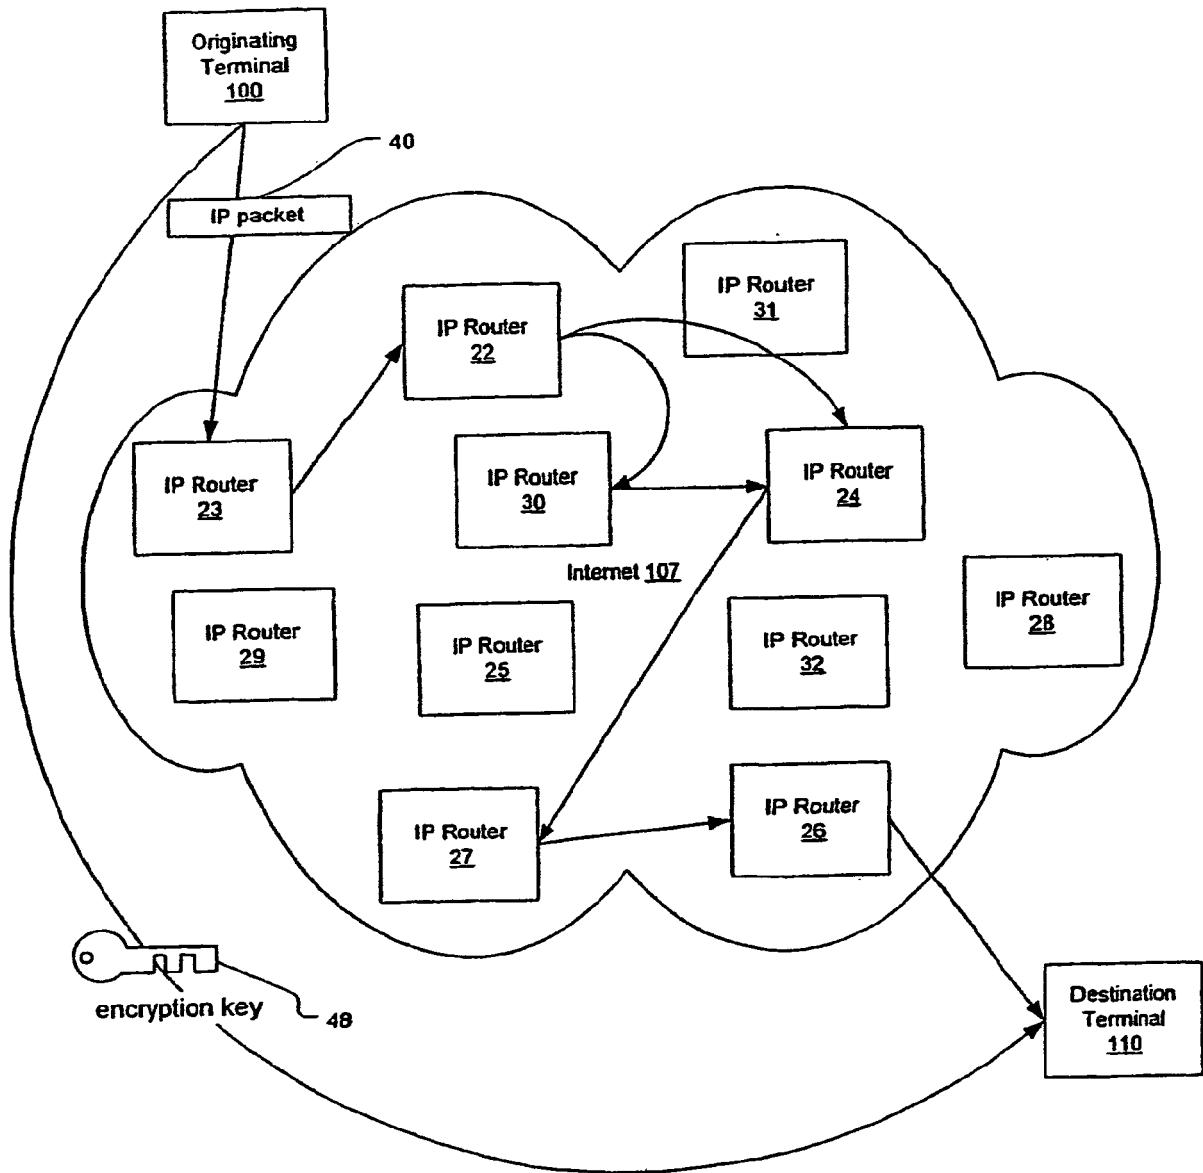 Originating
Terminal
100
40
IP packet
IP Router
31
IP Router
22
IP Router
23
IP Router
30
IP Router
24
Internet 107
IP Router
29
IP Router
25
IP Router
32
IP Router
28
IP Router
27
IP Router
26
encryption key
48
Destination
Terminal
110